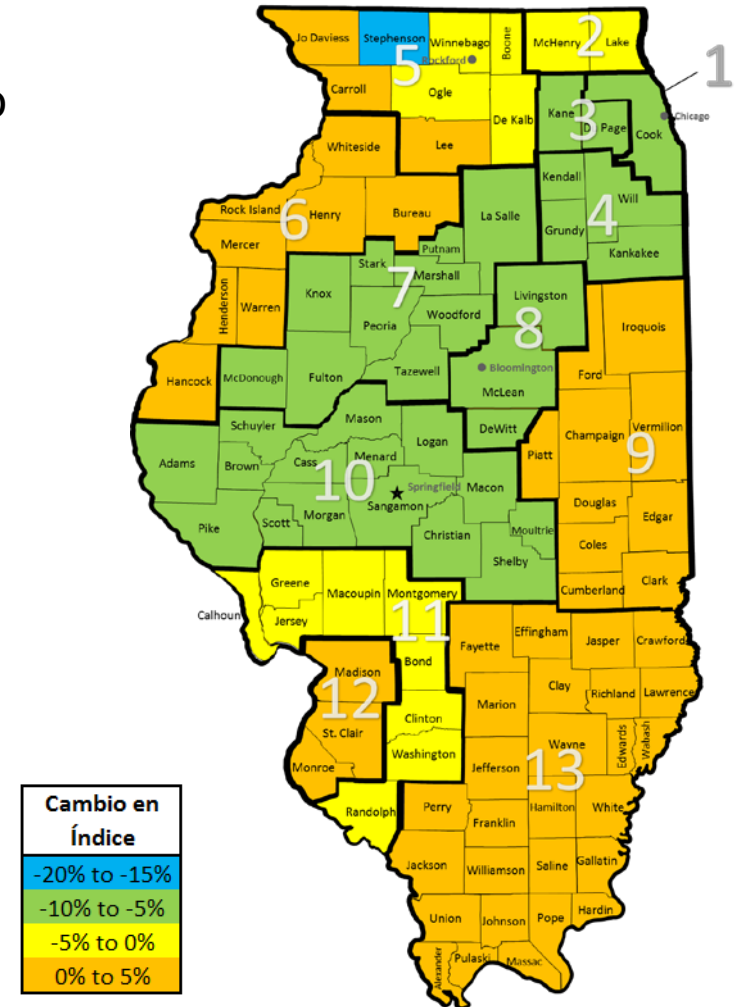 Jo Daviess
Stephenson
Winnebago
Boone
McHenry
2
Lake
1
5
Rockford
Carroll
Ogle
De Kalb
Kane
3
Cook
Chicago
Whiteside
Lee
Kendall
Will
4
Rock Island
6
Henry
Bureau
La Salle
Grundy
Mercer
Putnam
Kankakee
Stark
7
Marshall
Henderson
Warren
Knox
Livingston
Woodford
Peoria
8
Iroquois
Bloomington
Hancock
McDonough
Fulton
Tazewell
McLean
Ford
Schuyler
Mason
Logan
DeWitt
Champaign
Vermilion
Adams
Brown
Cass
Menard
Piatt
9
10
Springfield
Macon
Sangamon
Pike
Scott
Morgan
Christian
Moultrie
Douglas
Edgar
Coles
Shelby
Greene
Macoupin
Montgomery
Cumberland
Clark
Calhoun
Jersey
11
Fayette
Effingham
Jasper
Crawford
Bond
Madison
12
Clay
Richland
Lawrence
Marion
Clinton
St. Clair
Wayne
Edwards
Wabash
Washington
Monroe
Jefferson
13
Randolph
Perry
Hamilton
White
Franklin
Jackson
Williamson
Saline
Gallatin
Union
Johnson
Pope
Hardin
Alexander
Pulaski
Massac
Cambio en
Índice
-20% to -15%
-10% to -5%
-5% to 0%
0% to 5%